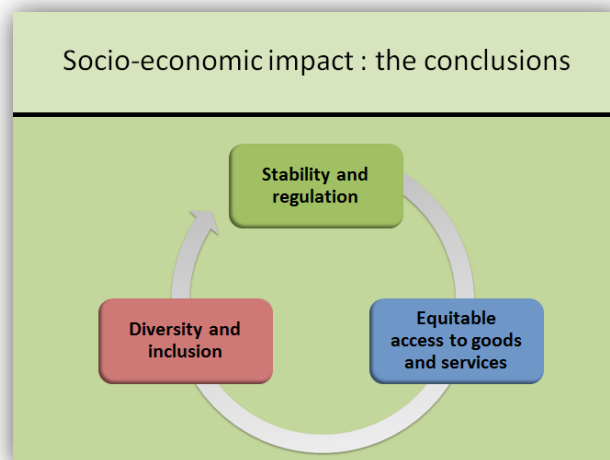 Socio-economic impact : the conclusions
Stability and
regulation
Equitable
access to goods
and services
Diversity and
inclusion